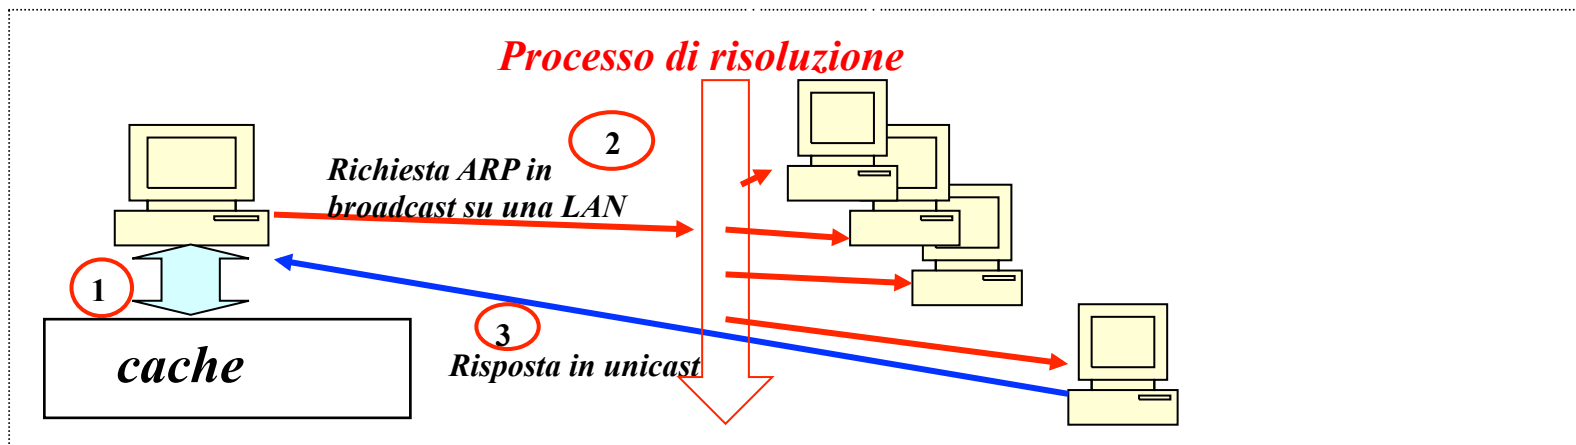 Processo di risoluzione
2
Richiesta ARP in
broadcast su una LAN
1
3
Risposta in unicast
cache